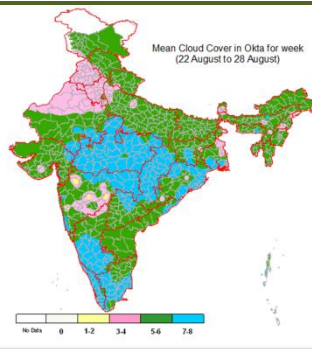 Mean Cloud Cover in Okta for week
(22 August to 28 August)
No Data 0 1-2 3-4 5-6 7-8